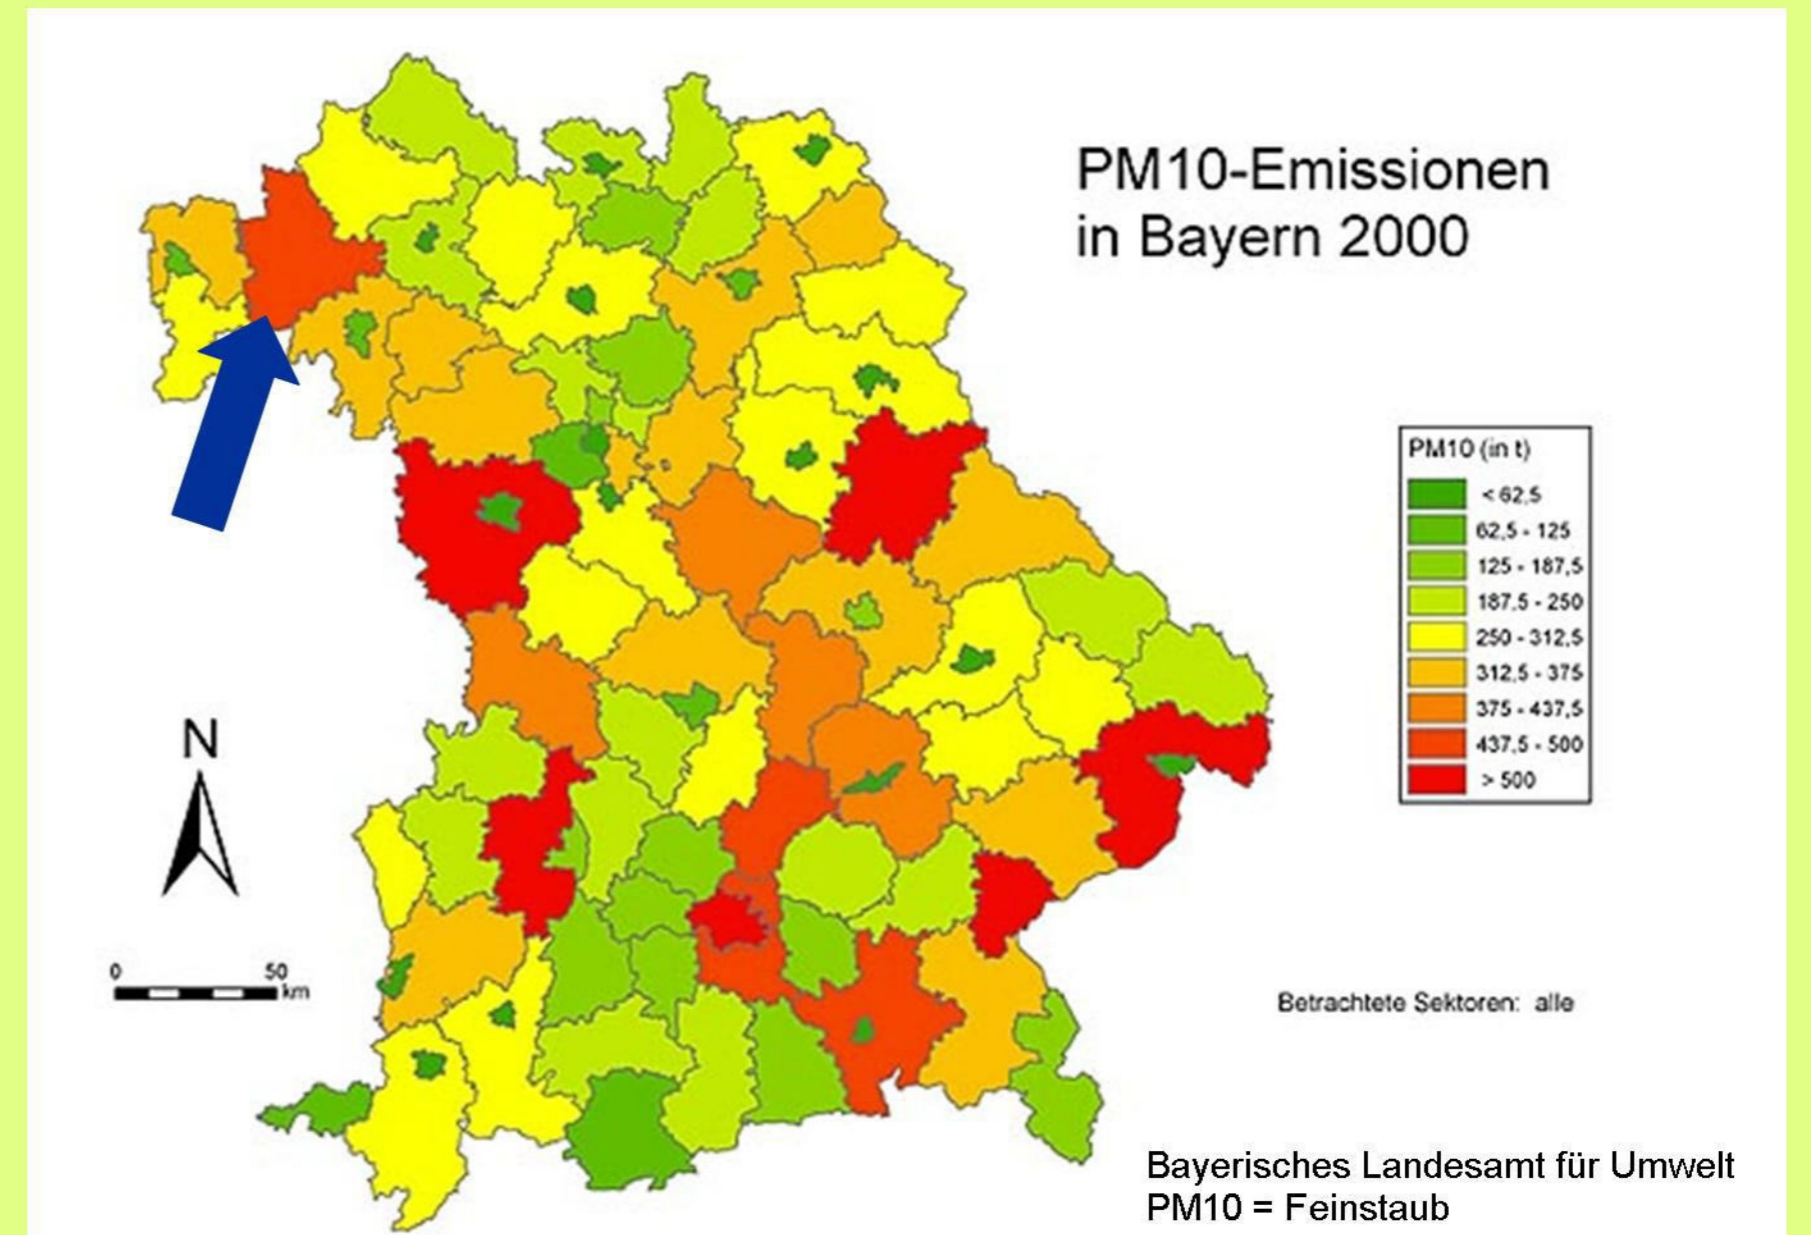 PM10-Emissionen
in Bayern 2000
PM10 (in t)
< 62,5
62,5 - 125
125 - 187,5
187,5 - 250
250 - 312,5
312,5 - 375
375 - 437,5
437,5 - 500
> 500
N
0 50
km
Betrachtete Sektoren: alle
Bayerisches Landesamt für Umwelt
PM10 = Feinstaub